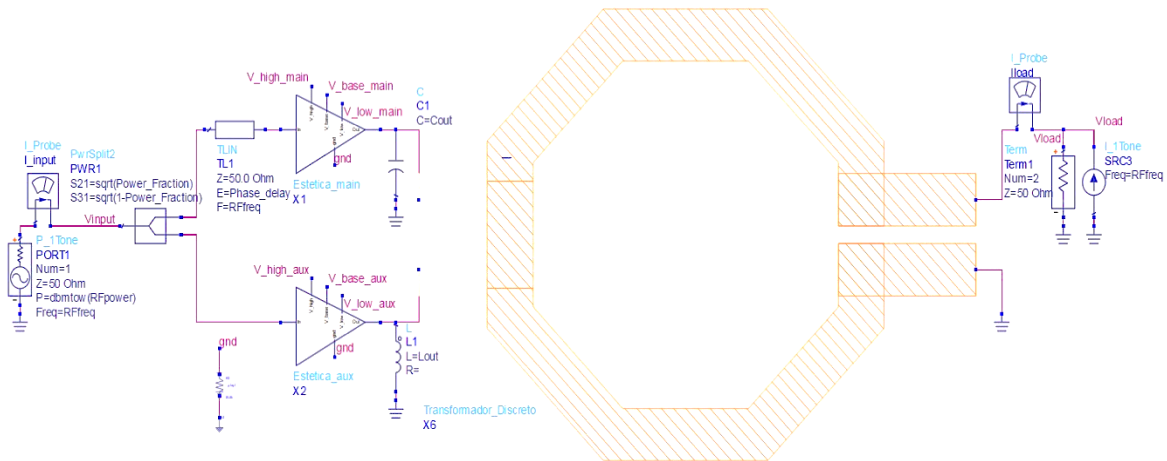 I_Probe
I_input
PwrSplit2
PWR1
S21=sqrt(Power_Fraction)
S31=sqrt(1-Power_Fraction)
Vinput
P_1Tone
PORT1
Num=1
Z=50 Ohm
P=dbmtow(RFpower)
Freq=RFfreq
TLIN
TL1
Z=50.0 Ohm
E=Phase_delay
F=RFfreq
V_high_main
V_base_main
V_low_main
gnd
Estetica_main
X1
C
C1
C=Cout
V_high_aux
V_base_aux
V_low_aux
gnd
Estetica_aux
X2
gnd
L
L1
L=Lout
R=
Transformador_Discreto
X6
I_Probe
Iload
Vload
Vload
Term
Term1
Num=2
Z=50 Ohm
I_1Tone
SRC3
Freq=RFfreq